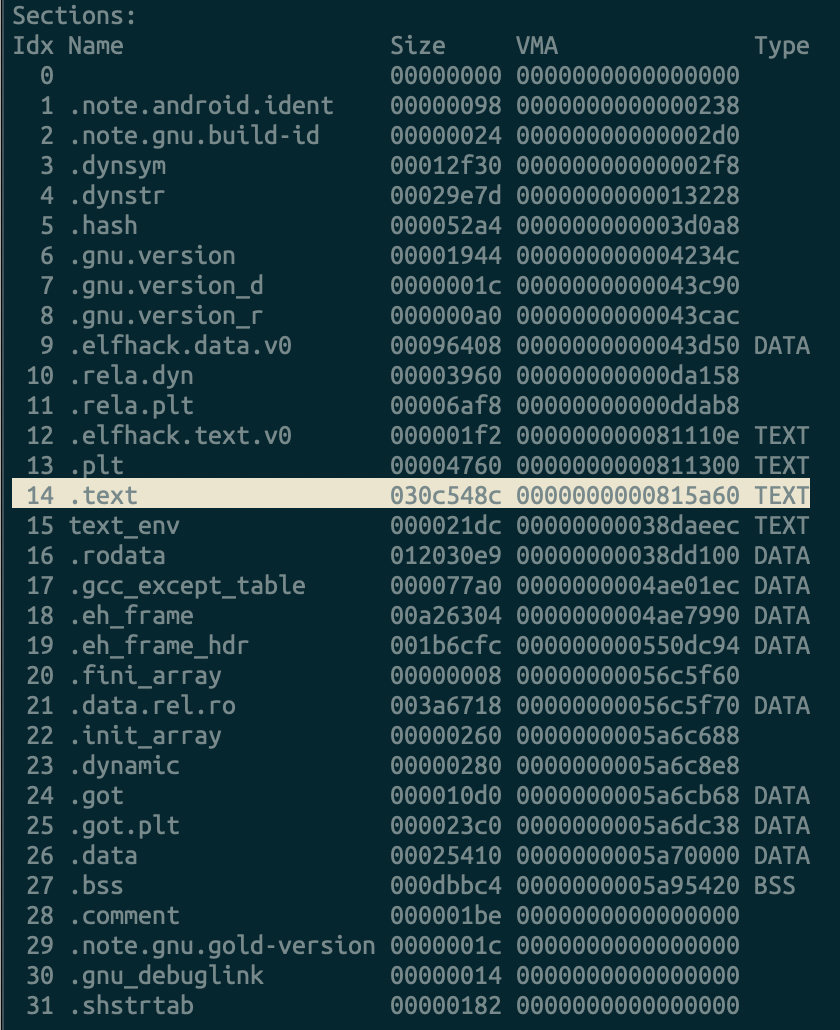 Sections:
Idx Name Size VMA Type
0 00000000 0000000000000000
1 .note.android.ident 00000098 0000000000000238
2 .note.gnu.build-id 00000024 00000000000002d0
3 .dynsym 00012f30 00000000000002f8
4 .dynstr 00029e7d 0000000000013228
5 .hash 000052a4 000000000003d0a8
6 .gnu.version 00001944 000000000004234c
7 .gnu.version_d 0000001c 0000000000043c90
8 .gnu.version_r 000000a0 0000000000043cac
9 .elfhack.data.v0 00096408 0000000000043d50 DATA
10 .rela.dyn 00003960 00000000000da158
11 .rela.plt 00006af8 00000000000ddab8
12 .elfhack.text.v0 000001f2 000000000081110e TEXT
13 .plt 00004760 0000000000811300 TEXT
14 .text 030c548c 0000000000815a60 TEXT
15 text_env 000021dc 00000000038daeec TEXT
16 .rodata 012030e9 00000000038dd100 DATA
17 .gcc_except_table 000077a0 0000000004ae01ec DATA
18 .eh_frame 00a26304 0000000004ae7990 DATA
19 .eh_frame_hdr 001b6cfc 000000000550dc94 DATA
20 .fini_array 00000008 00000000056c5f60
21 .data.rel.ro 003a6718 00000000056c5f70 DATA
22 .init_array 00000260 0000000005a6c688
23 .dynamic 00000280 0000000005a6c8e8
24 .got 000010d0 0000000005a6cb68 DATA
25 .got.plt 000023c0 0000000005a6dc38 DATA
26 .data 00025410 0000000005a70000 DATA
27 .bss 000dbbc4 0000000005a95420 BSS
28 .comment 000001be 0000000000000000
29 .note.gnu.gold-version 0000001c 0000000000000000
30 .gnu_debuglink 00000014 0000000000000000
31 .shstrtab 00000182 0000000000000000